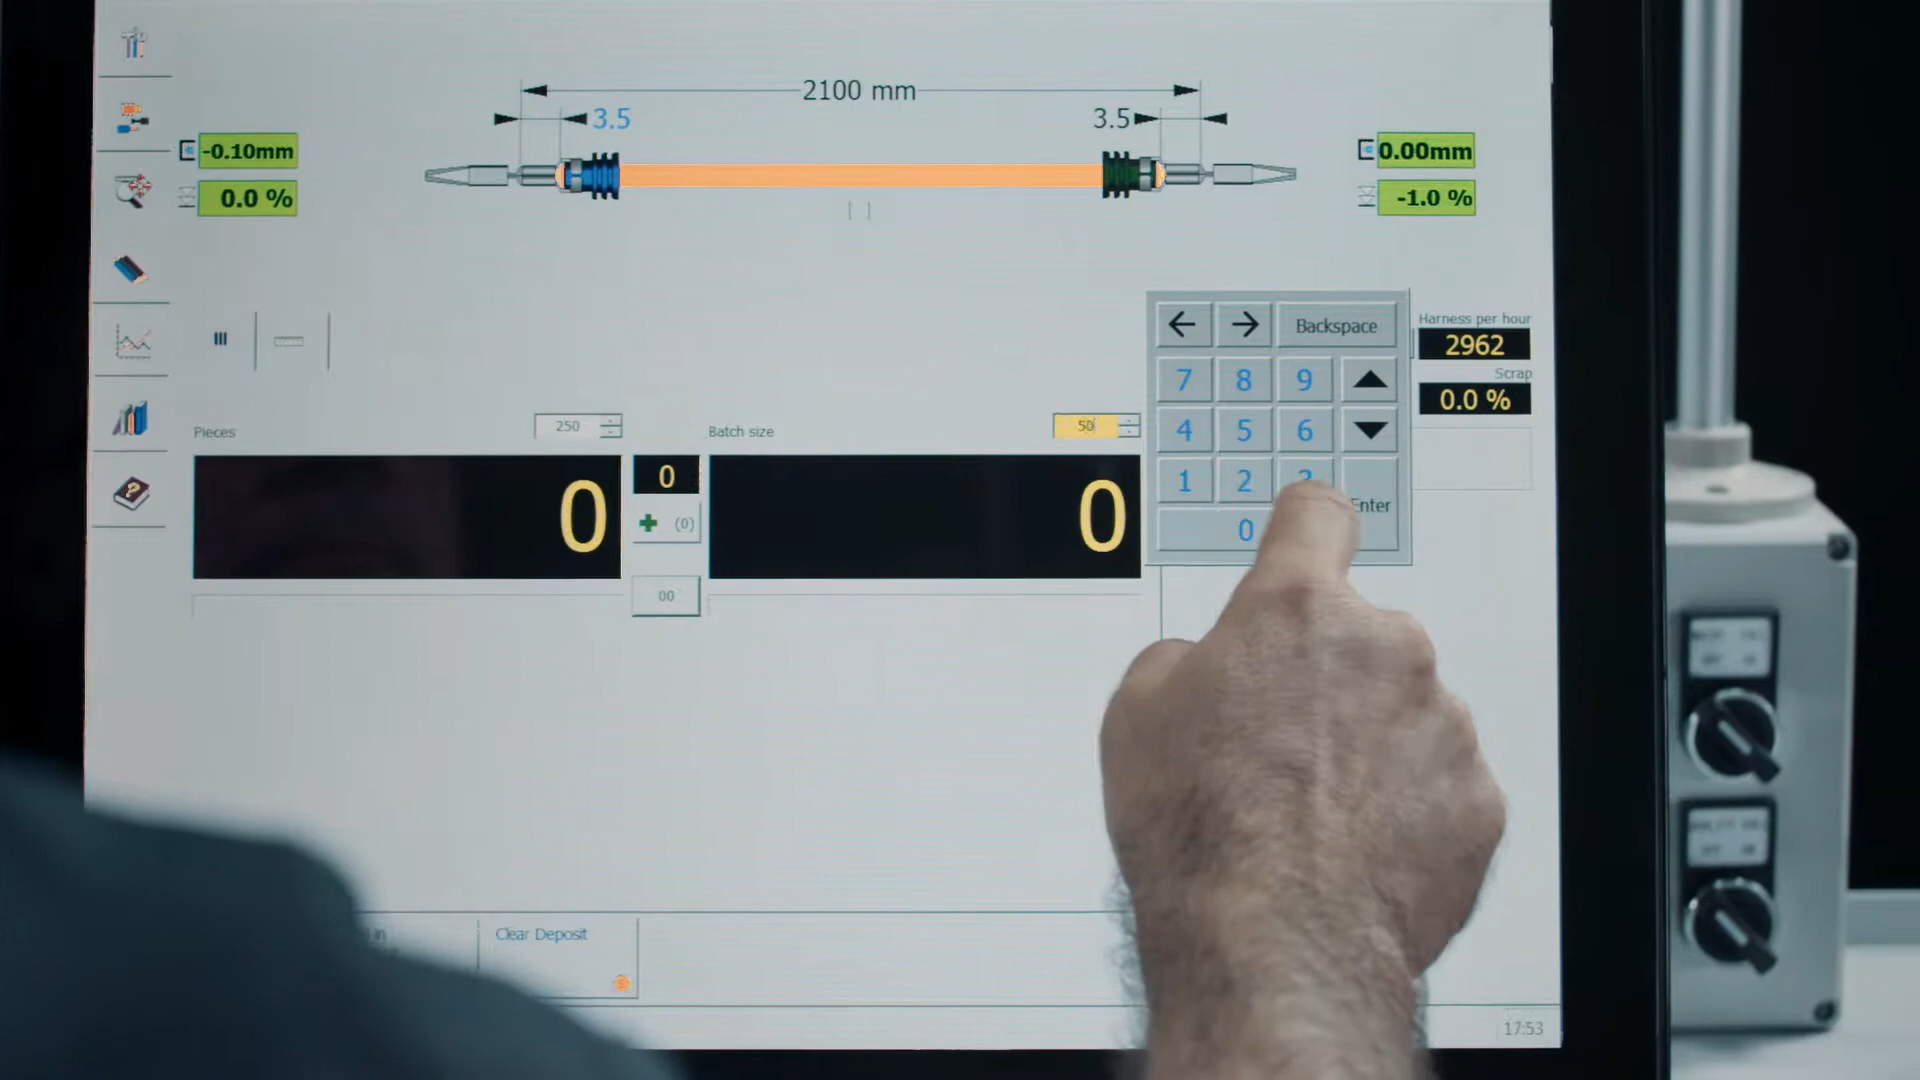 2100 mm
3.5
3.5
-0.10mm
0.00mm
0.0 %
-1.0 %
Backspace
Harness per hour
2962
7
8
9
Scrap
0.0 %
Pieces
250
Batch size
50
4
5
6
0
0
1
2
3
Enter
0
(0)
0
00
in
Clear Deposit
17:53